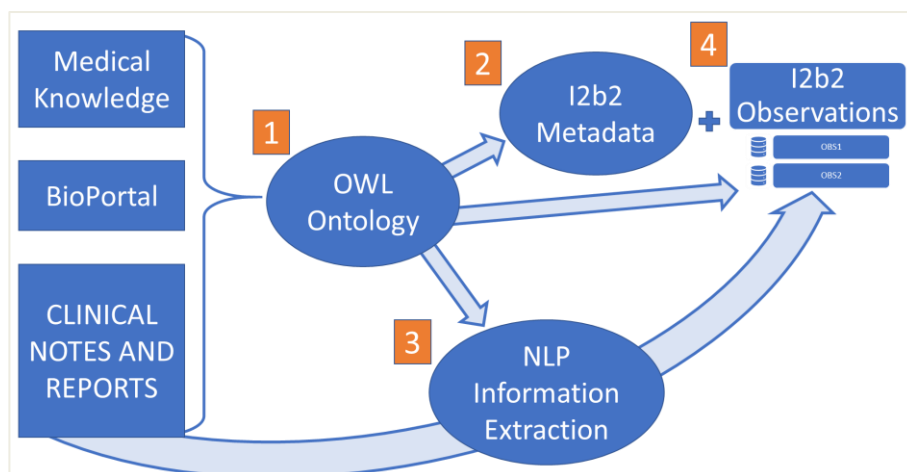 Medical
Knowledge
BioPortal
CLINICAL
NOTES AND
REPORTS
1
OWL
Ontology
2
I2b2
Metadata
3
NLP
Information
Extraction
4
I2b2
Observations
OBS1
OBS2